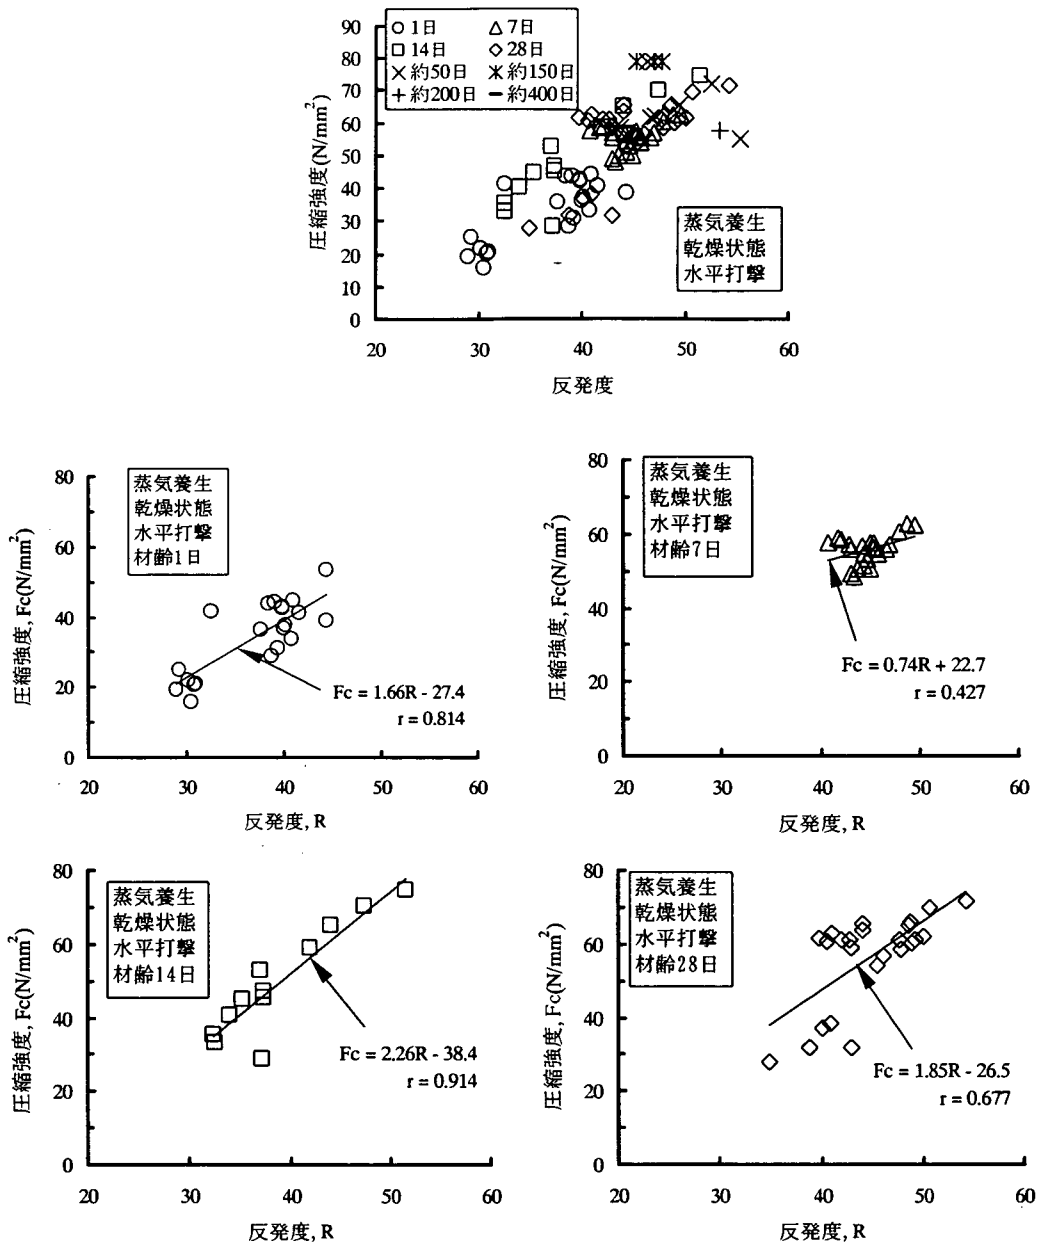 90
80
70
60
50
40
30
20
10
0
圧縮強度(N/mm²)
1日 7日
14日 28日
約50日 約150日
約200日 約400日
蒸気養生
乾燥状態
水平打撃
20 30 40 50 60
反発度
80
60
40
20
0
圧縮強度, Fc(N/mm²)
蒸気養生
乾燥状態
水平打撃
材齢1日
Fc = 1.66R - 27.4
r = 0.814
20 30 40 50 60
反発度, R
80
60
40
20
0
圧縮強度, Fc(N/mm²)
蒸気養生
乾燥状態
水平打撃
材齢7日
Fc = 0.74R + 22.7
r = 0.427
20 30 40 50 60
反発度, R
80
60
40
20
0
圧縮強度, Fc(N/mm²)
蒸気養生
乾燥状態
水平打撃
材齢14日
Fc = 2.26R - 38.4
r = 0.914
20 30 40 50 60
反発度, R
80
60
40
20
0
圧縮強度, Fc(N/mm²)
蒸気養生
乾燥状態
水平打撃
材齢28日
Fc = 1.85R - 26.5
r = 0.677
20 30 40 50 60
反発度, R